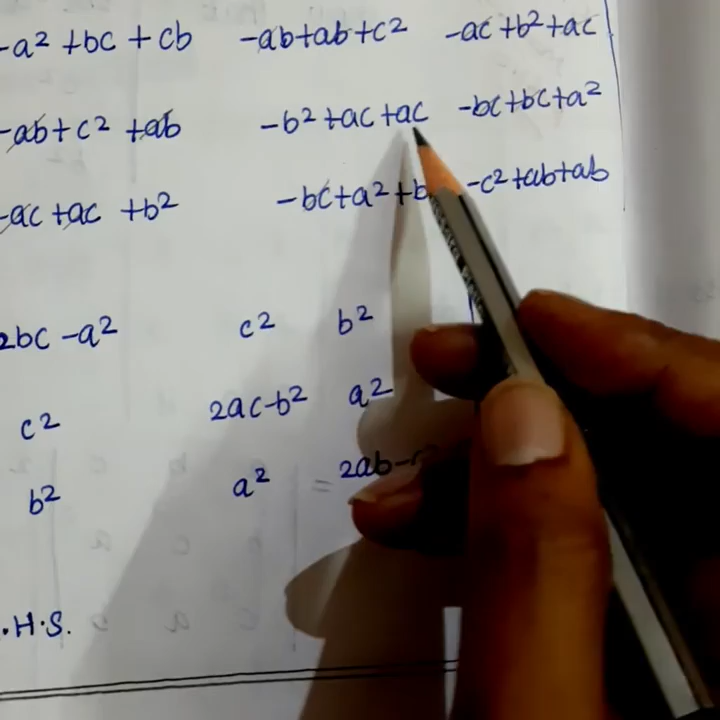 -a² +bc + cb -ab+ab+c² -ac +b²+ac
-ab+c² +ab -b² +ac +ac -bc+bc+a²
-ac +ac +b² -bc+a² +b -c²+ab+ab
2bc -a² c² b²
c² 2ac-b² a²
b² a² = 2ab-
.H.S.